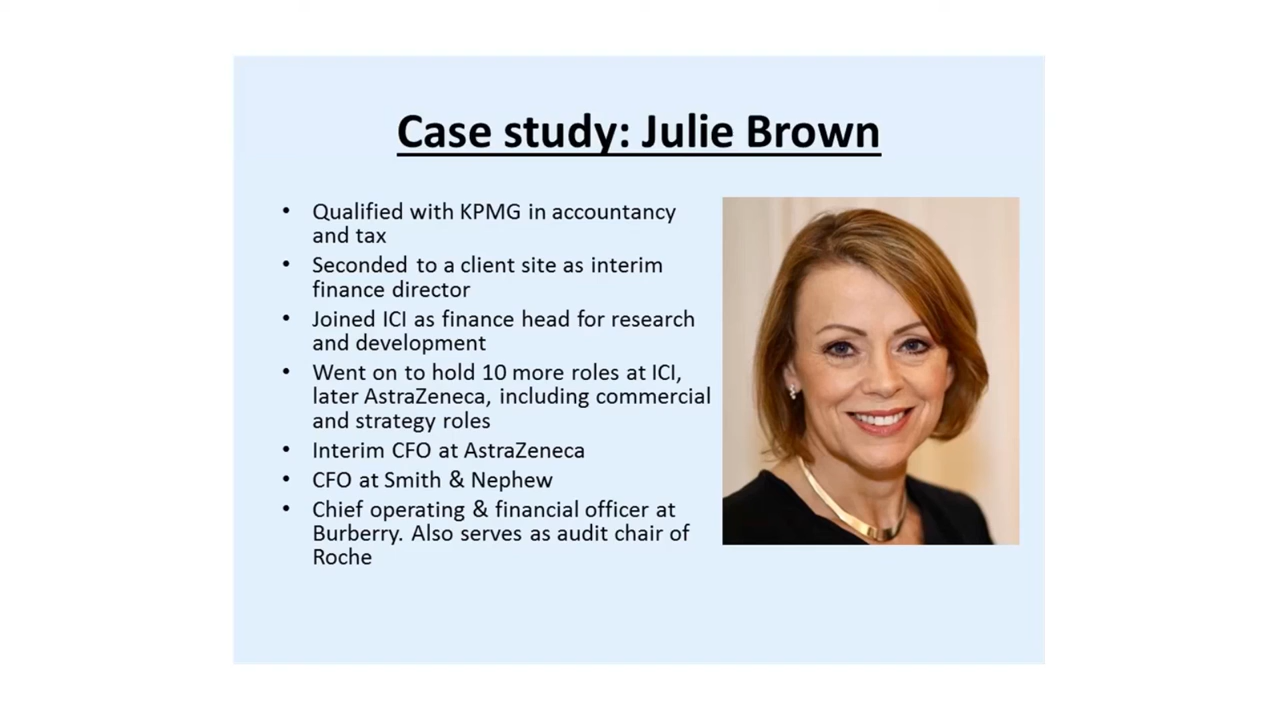 Case study: Julie Brown
• Qualified with KPMG in accountancy
and tax
• Seconded to a client site as interim
finance director
• Joined ICI as finance head for research
and development
• Went on to hold 10 more roles at ICI,
later AstraZeneca, including commercial
and strategy roles
• Interim CFO at AstraZeneca
• CFO at Smith & Nephew
• Chief operating & financial officer at
Burberry. Also serves as audit chair of
Roche